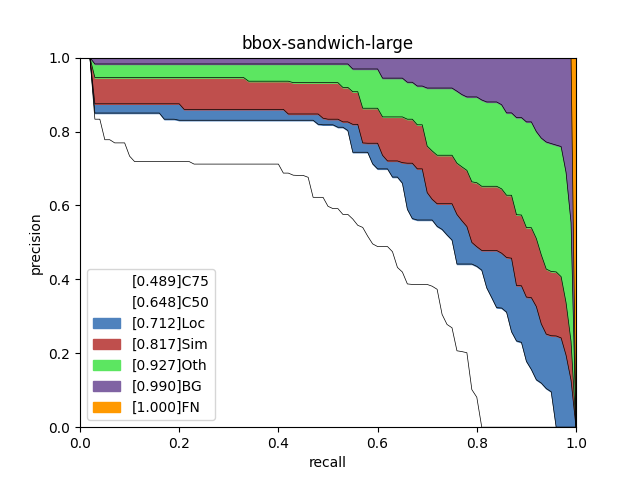 bbox-sandwich-large
1.0
0.8
0.6
0.4
0.2
0.0
precision
[0.489]C75
[0.648]C50
[0.712]Loc
[0.817]Sim
[0.927]Oth
[0.990]BG
[1.000]FN
0.0 0.2 0.4 0.6 0.8 1.0
recall